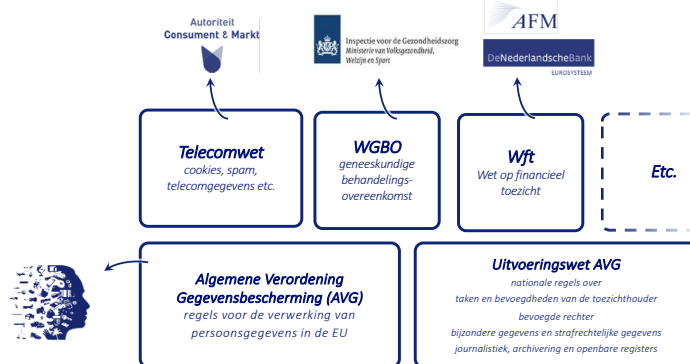 Autoriteit
Consument & Markt
Inspectie voor de Gezondheidszorg
Ministerie van Volksgezondheid,
Welzijn en Sport
AFM
DeNederlandscheBank
EUROSYSTEEM
Telecomwet
cookies, spam,
telecomgegevens etc.
WGBO
geneeskundige
behandelings-
overeenkomst
Wft
Wet op financieel
toezicht
Etc.
Algemene Verordening
Gegevensbescherming (AVG)
regels voor de verwerking van
persoonsgegevens in de EU
Uitvoeringswet AVG
nationale regels over
taken en bevoegdheden van de toezichthouder
bevoegde rechter
bijzondere gegevens en strafrechtelijke gegevens
journalistiek, archivering en openbare registers